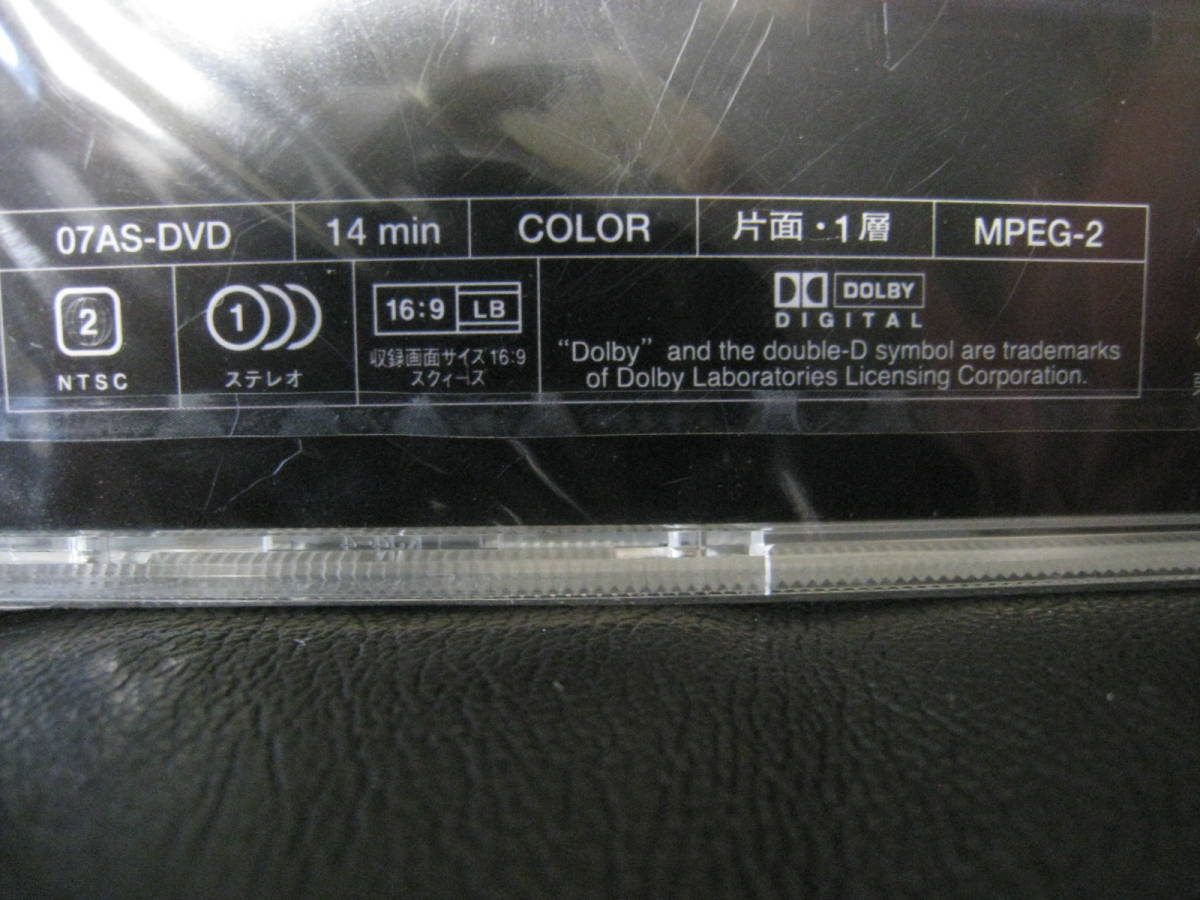 07AS-DVD 14 min COLOR 片面・1層 MPEG-2
2
NTSC
1
ステレオ
16:9 LB
収録画面サイズ16:9
スクィーズ
DOLBY
DIGITAL
“Dolby” and the double-D symbol are trademarks
of Dolby Laboratories Licensing Corporation.